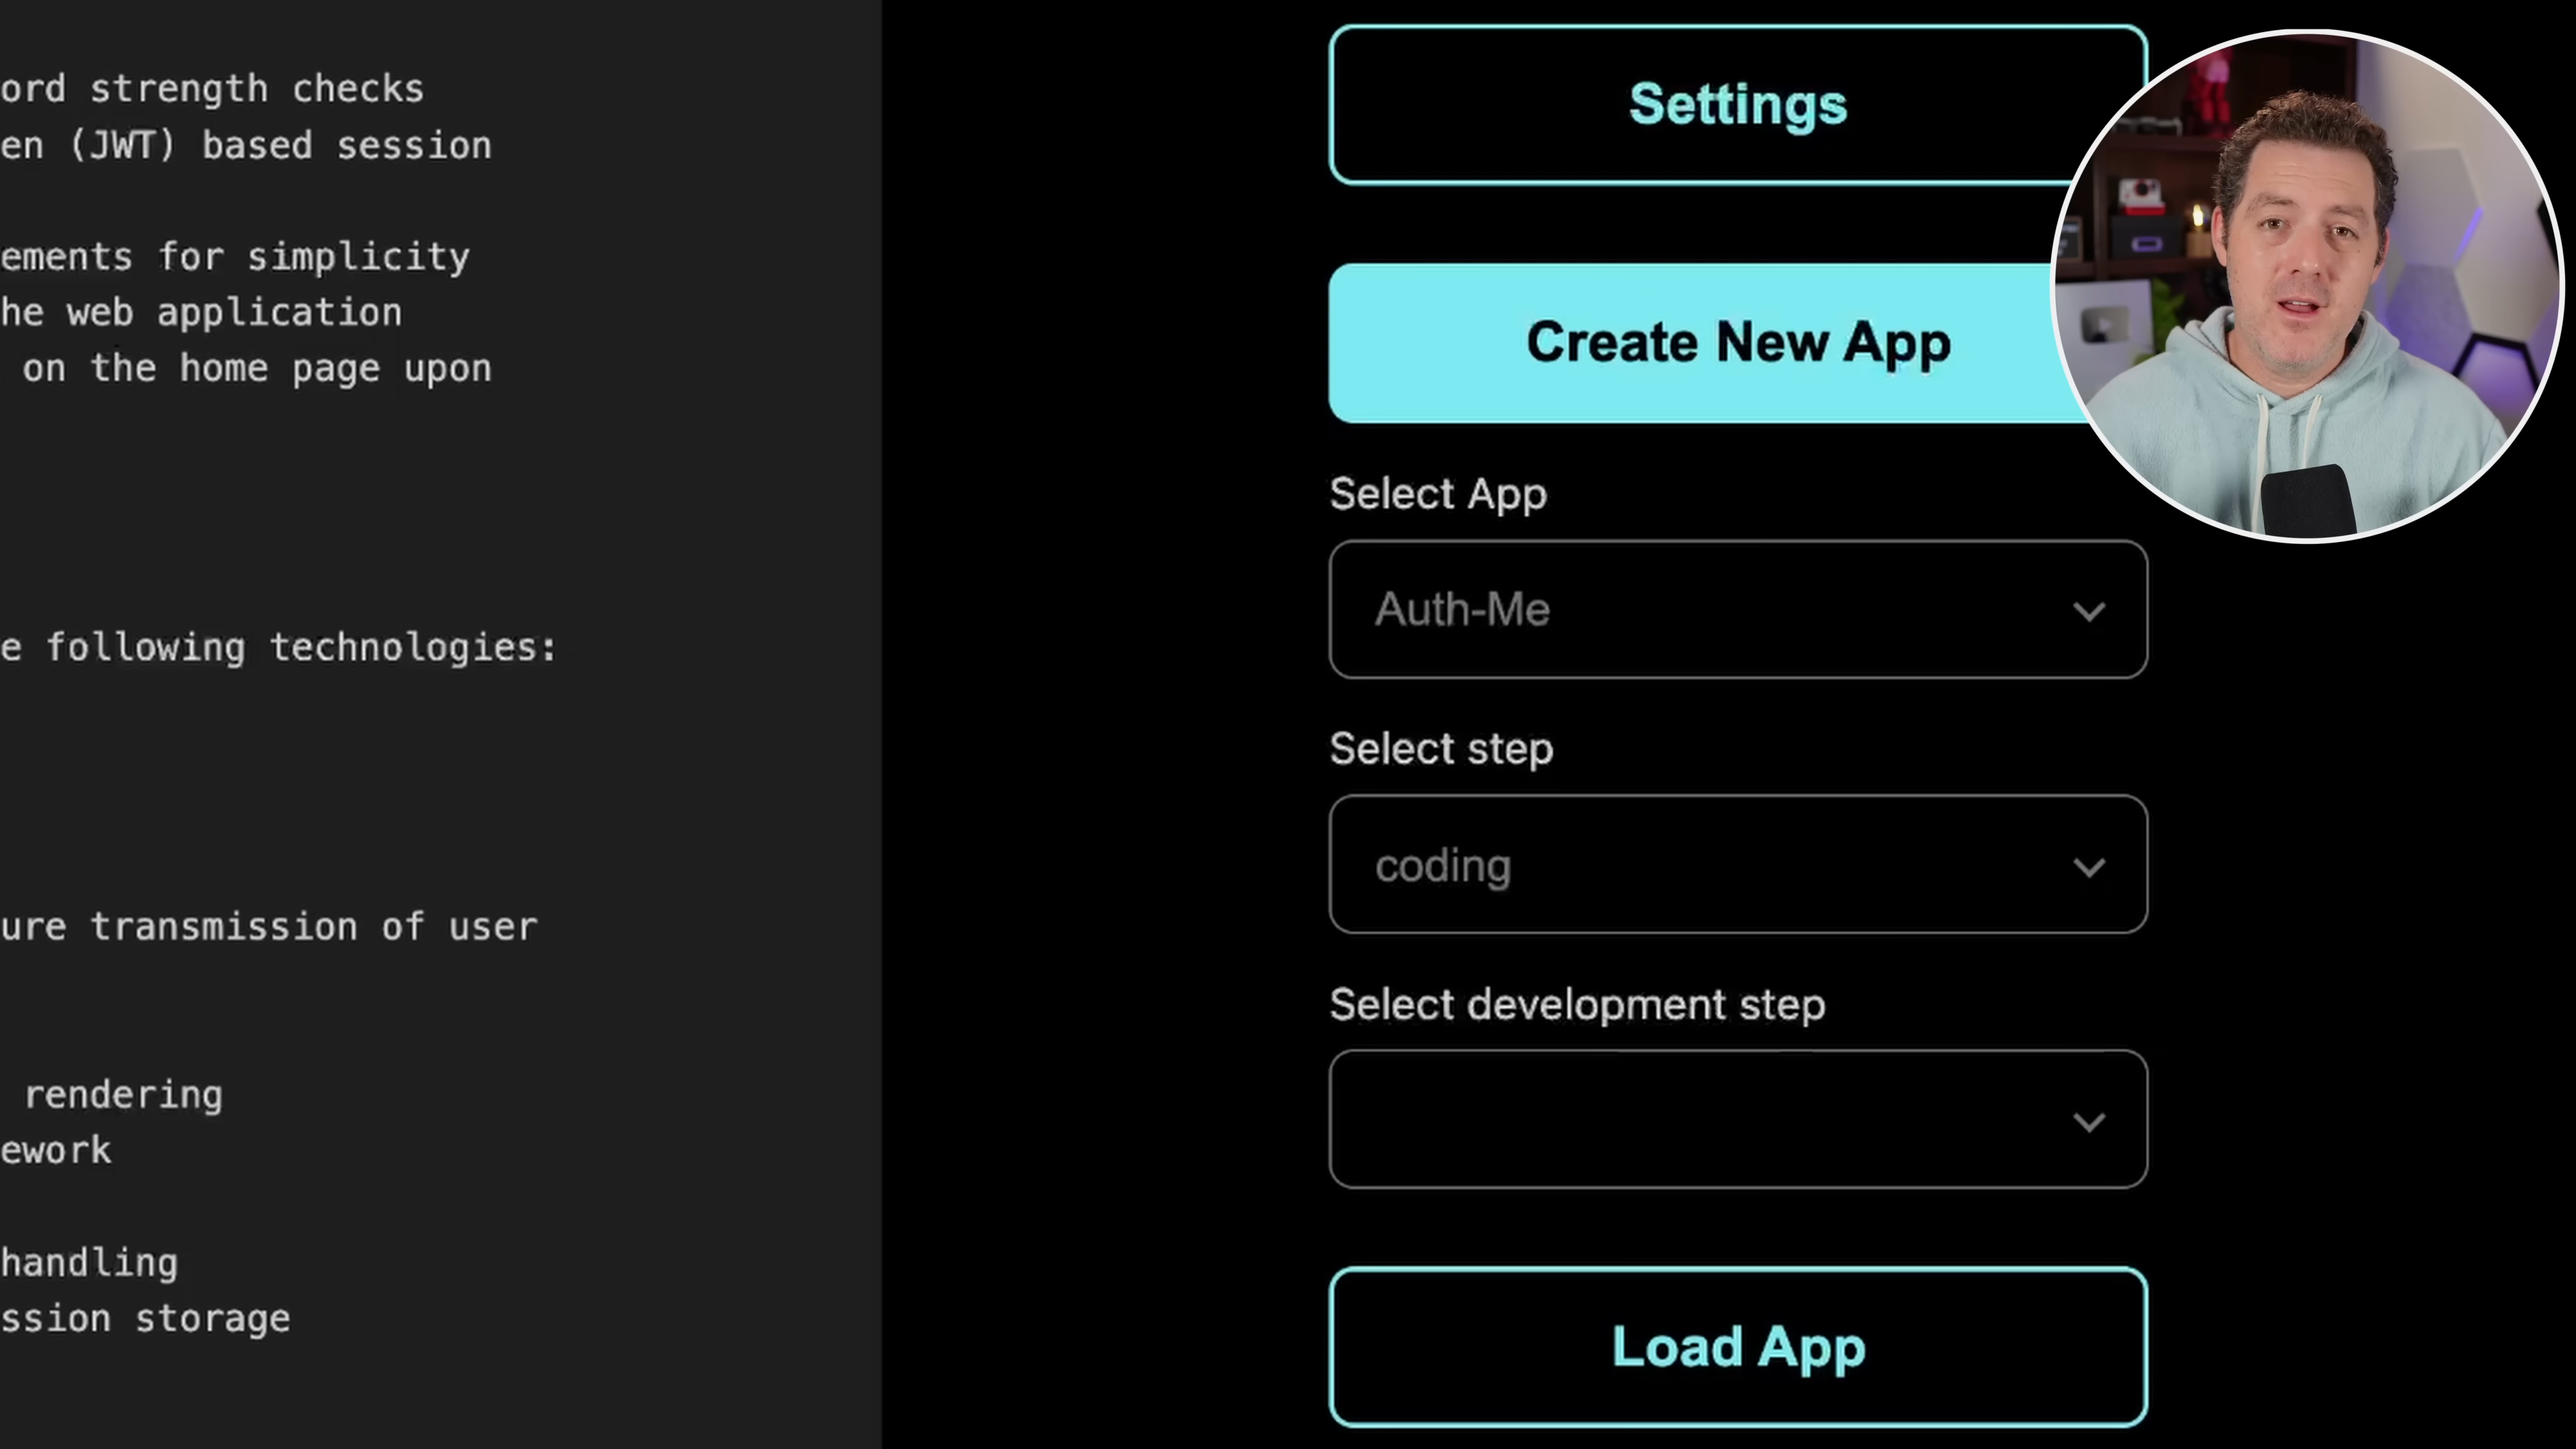 ord strength checks
en (JWT) based session
ements for simplicity
he web application
on the home page upon
e following technologies:
ure transmission of user
rendering
ework
handling
ssion storage
Settings
Create New App
Select App
Auth-Me
Select step
coding
Select development step
Load App